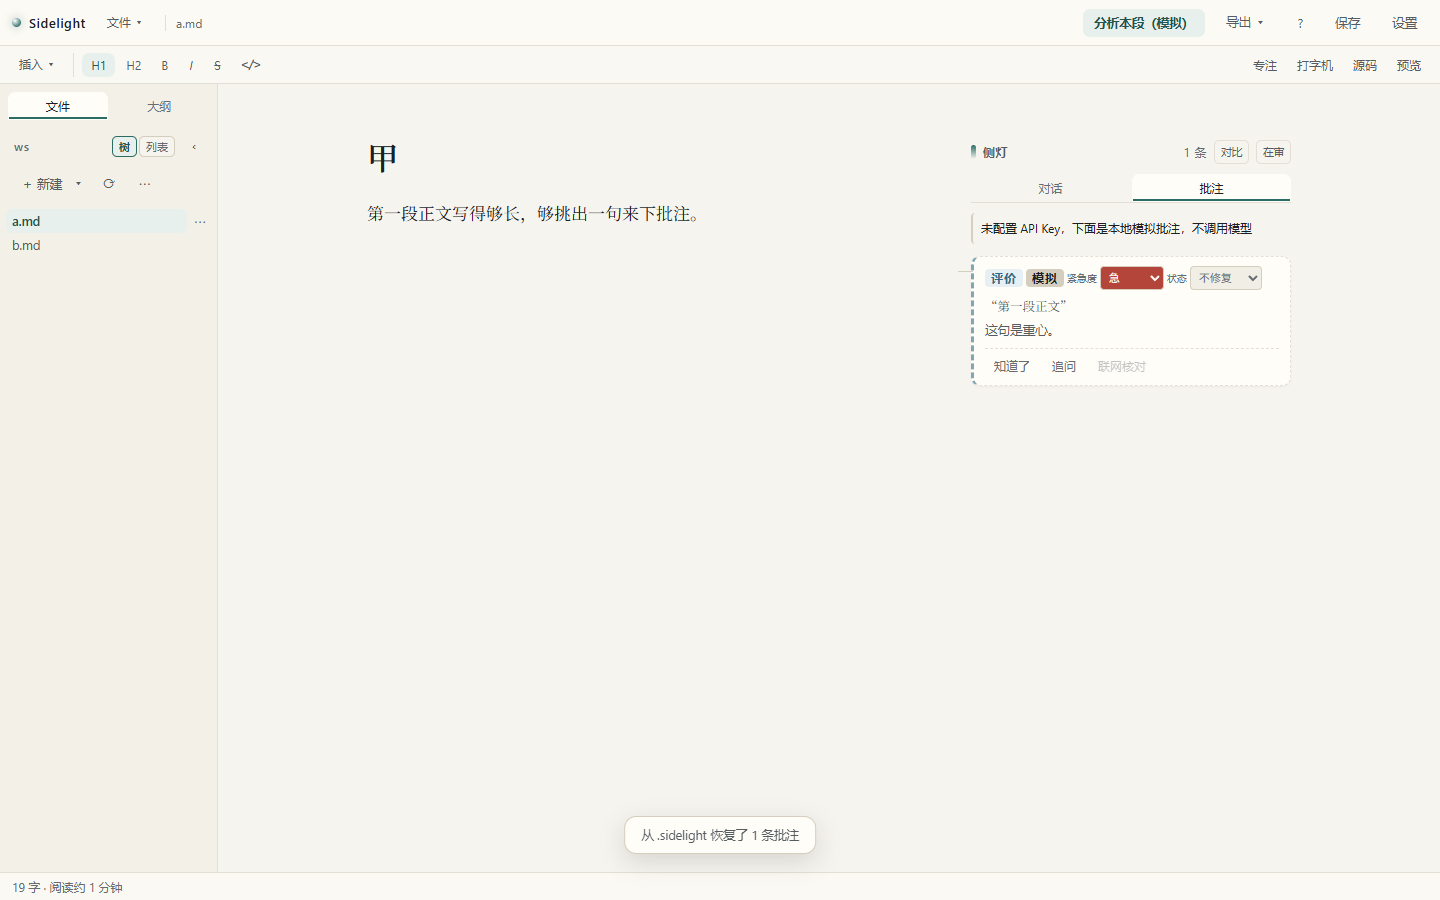 Sidelight 文件 a.md 分析本段（模拟） 导出 ? 保存 设置
插入 H1 H2 B I S </> 专注 打字机 源码 预览
文件 大纲
ws 树 列表 ‹
+ 新建 ⟳ ···
a.md ···
b.md
甲
第一段正文写得够长，够挑出一句来下批注。
侧灯 1 条 对比 在审
对话 批注
未配置 API Key，下面是本地模拟批注，不调用模型
评价 模拟 紧急度 急 状态 不修复
“第一段正文”
这句是重心。
知道了 追问 联网核对
从 .sidelight 恢复了 1 条批注
19 字 · 阅读约 1 分钟